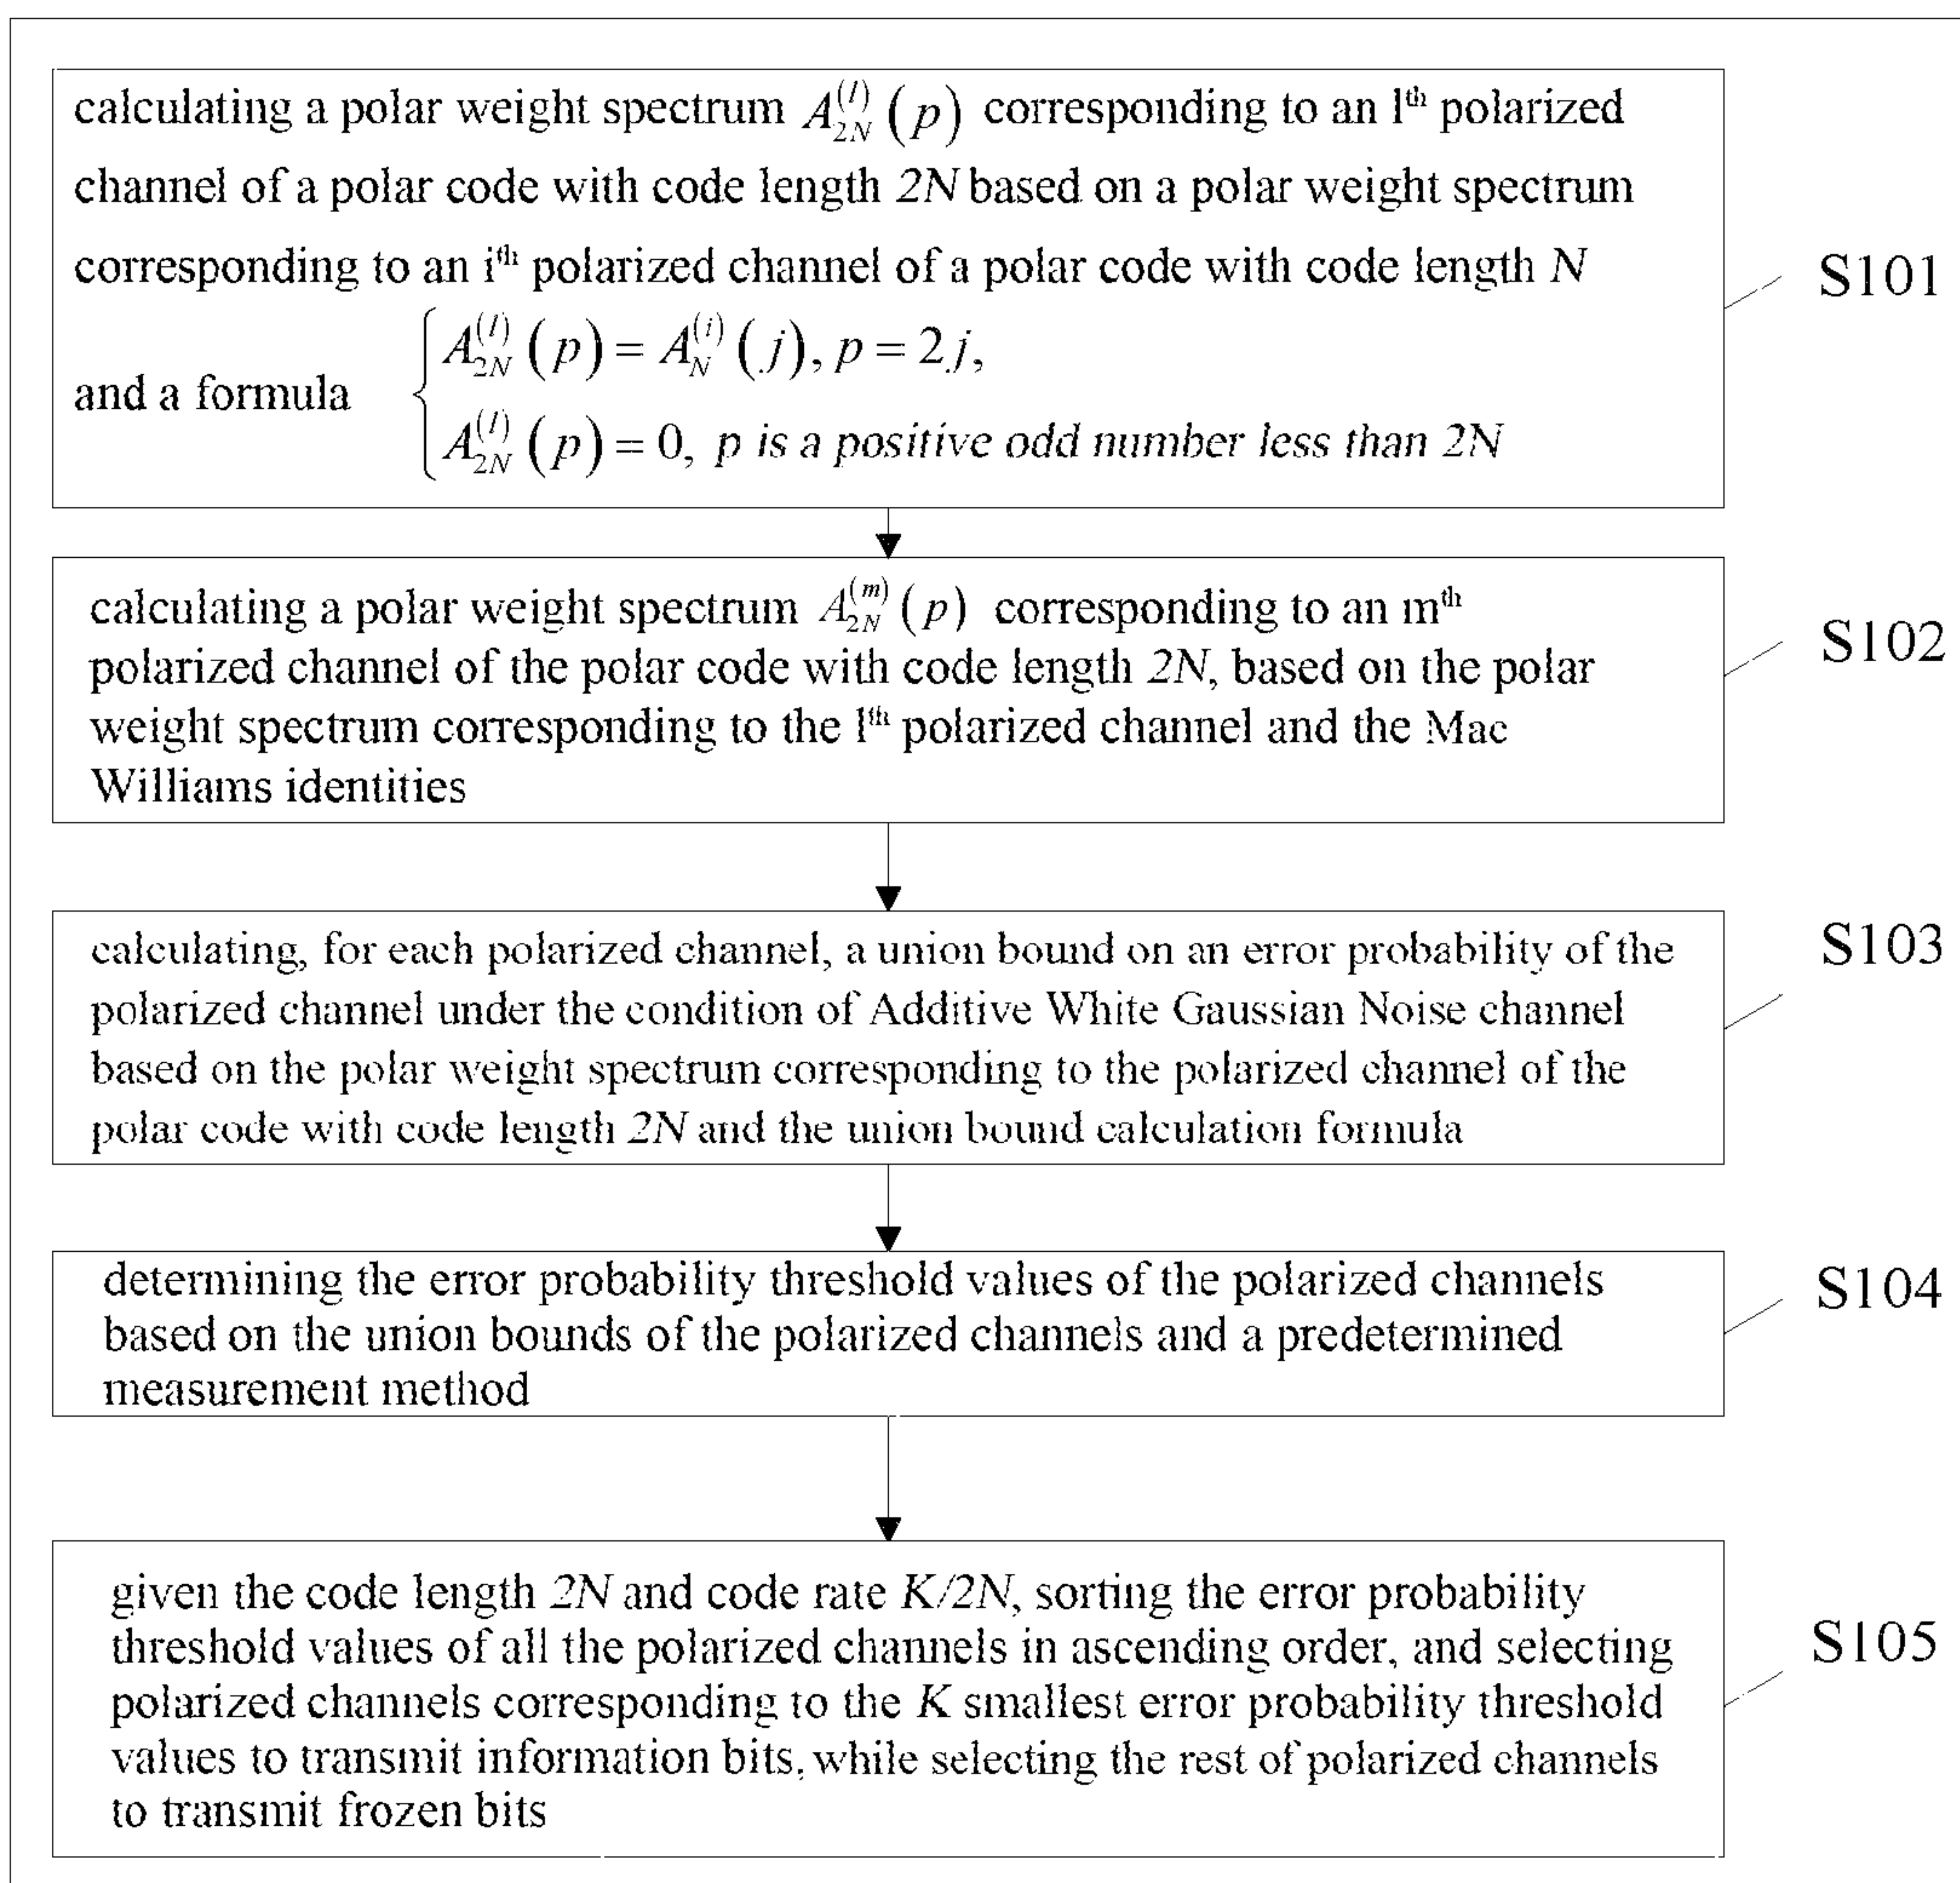 calculating a polar weight spectrum A_{2N}^{(l)}(p) corresponding to an l^{th} polarized
channel of a polar code with code length 2N based on a polar weight spectrum
corresponding to an i^{th} polarized channel of a polar code with code length N
and a formula { A_{2N}^{(l)}(p) = A_N^{(i)}(j), p = 2j,
A_{2N}^{(l)}(p) = 0, p is a positive odd number less than 2N
S101
calculating a polar weight spectrum A_{2N}^{(m)}(p) corresponding to an m^{th}
polarized channel of the polar code with code length 2N, based on the polar
weight spectrum corresponding to the l^{th} polarized channel and the Mac
Williams identities
S102
calculating, for each polarized channel, a union bound on an error probability of the
polarized channel under the condition of Additive White Gaussian Noise channel
based on the polar weight spectrum corresponding to the polarized channel of the
polar code with code length 2N and the union bound calculation formula
S103
determining the error probability threshold values of the polarized channels
based on the union bounds of the polarized channels and a predetermined
measurement method
S104
given the code length 2N and code rate K/2N, sorting the error probability
threshold values of all the polarized channels in ascending order, and selecting
polarized channels corresponding to the K smallest error probability threshold
values to transmit information bits, while selecting the rest of polarized channels
to transmit frozen bits
S105